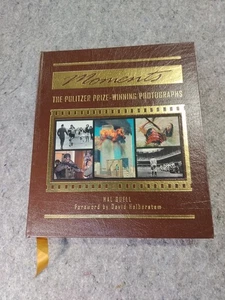 Moments
THE PULITZER PRIZE-WINNING PHOTOGRAPHS
HAL BUELL
Foreword by David Halberstam